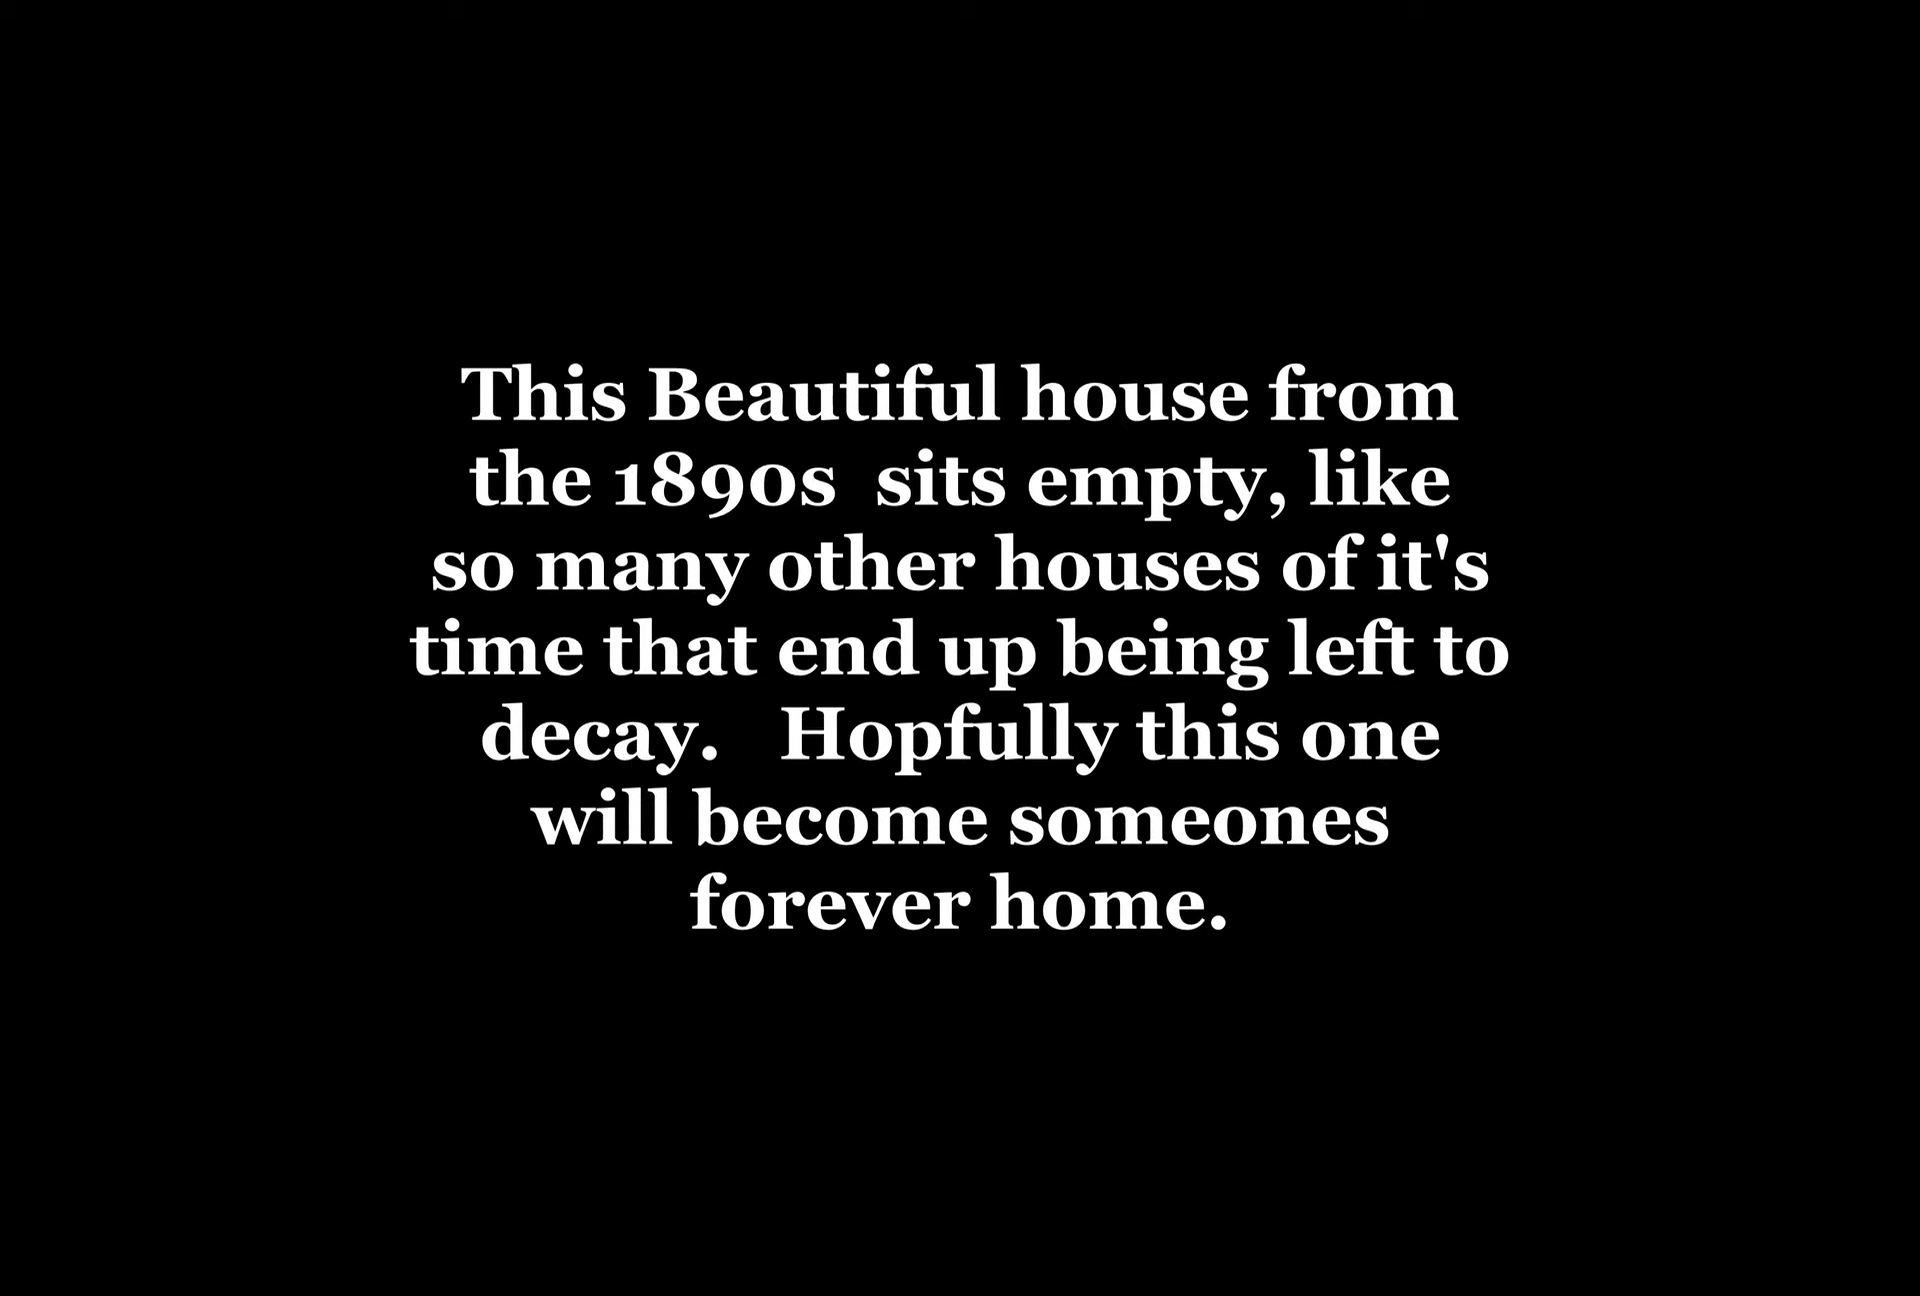 This Beautiful house from
the 1890s  sits empty, like
so many other houses of it's
time that end up being left to
decay.   Hopfully this one
will become someones
forever home.